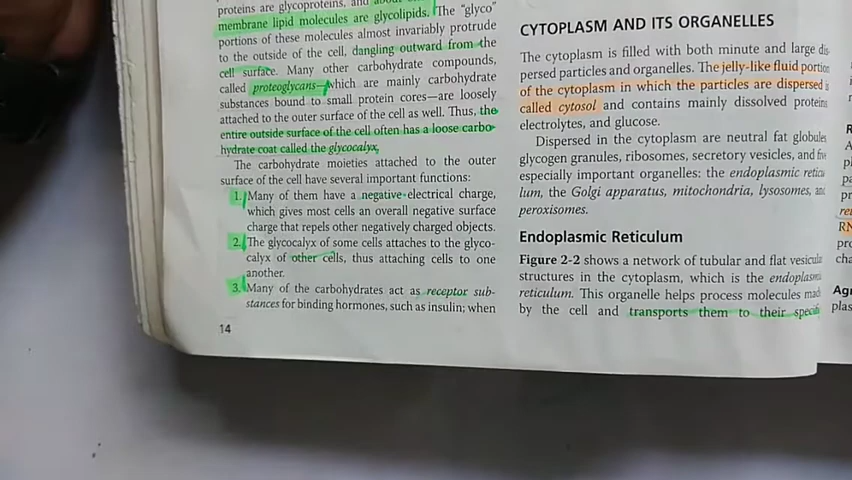 proteins are glycoproteins, and about
membrane lipid molecules are glycolipids. The “glyco”
portions of these molecules almost invariably protrude
to the outside of the cell, dangling outward from the
cell surface. Many other carbohydrate compounds,
called proteoglycans—which are mainly carbohydrate
substances bound to small protein cores—are loosely
attached to the outer surface of the cell as well. Thus, the
entire outside surface of the cell often has a loose carbo-
hydrate coat called the glycocalyx.
The carbohydrate moieties attached to the outer
surface of the cell have several important functions:
1. Many of them have a negative electrical charge,
which gives most cells an overall negative surface
charge that repels other negatively charged objects.
2. The glycocalyx of some cells attaches to the glyco-
calyx of other cells, thus attaching cells to one
another.
3. Many of the carbohydrates act as receptor sub-
stances for binding hormones, such as insulin; when
14
CYTOPLASM AND ITS ORGANELLES
The cytoplasm is filled with both minute and large dis-
persed particles and organelles. The jelly-like fluid portion
of the cytoplasm in which the particles are dispersed
called cytosol and contains mainly dissolved proteins
electrolytes, and glucose.
Dispersed in the cytoplasm are neutral fat globules
glycogen granules, ribosomes, secretory vesicles, and five
especially important organelles: the endoplasmic reticu
lum, the Golgi apparatus, mitochondria, lysosomes, and
peroxisomes.
Endoplasmic Reticulum
Figure 2-2 shows a network of tubular and flat vesicula
structures in the cytoplasm, which is the endoplasmi
reticulum. This organelle helps process molecules mad
by the cell and transports them to their specifi
RN
pro
cha
Agr
plas